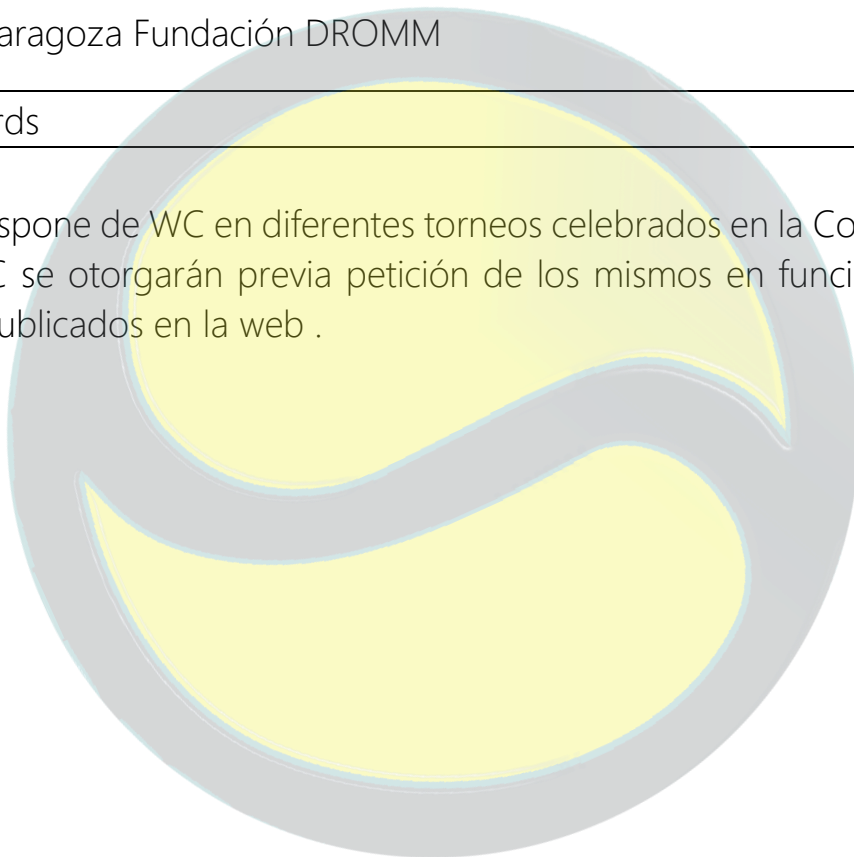 aragoza Fundación DROMM
rds
spone de WC en diferentes torneos celebrados en la Co
C se otorgarán previa petición de los mismos en funci
ublicados en la web .